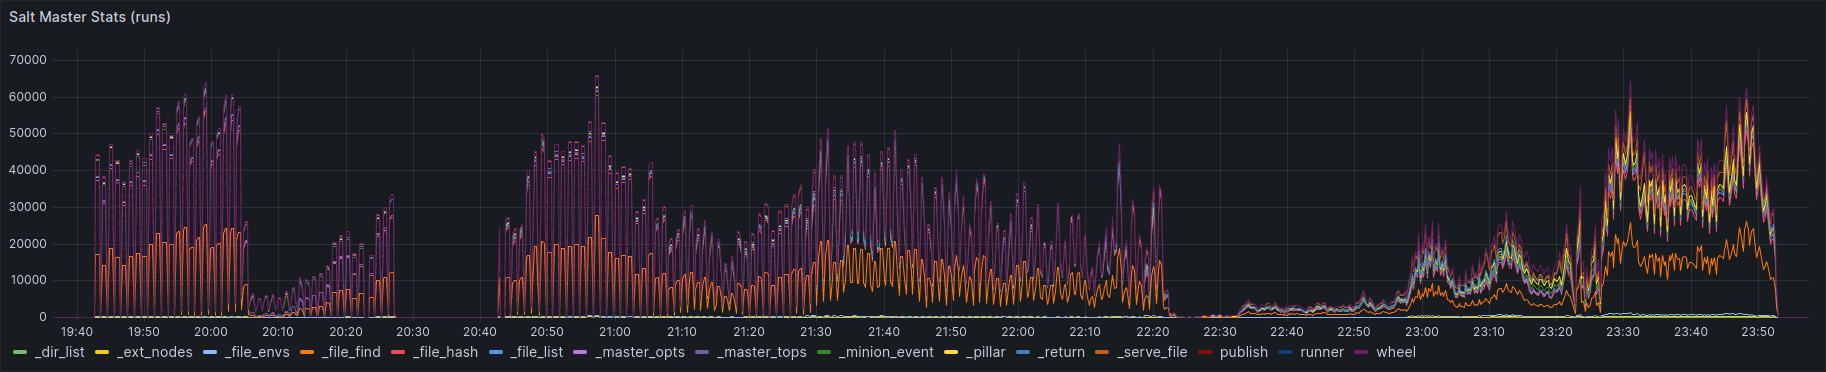 Salt Master Stats (runs)
70000
60000
50000
40000
30000
20000
10000
0
19:40 19:50 20:00 20:10 20:20 20:30 20:40 20:50 21:00 21:10 21:20 21:30 21:40 21:50 22:00 22:10 22:20 22:30 22:40 22:50 23:00 23:10 23:20 23:30 23:40 23:50
_dir_list _ext_nodes _file_envs _file_find _file_hash _file_list _master_opts _master_tops _minion_event _pillar _return _serve_file publish runner wheel